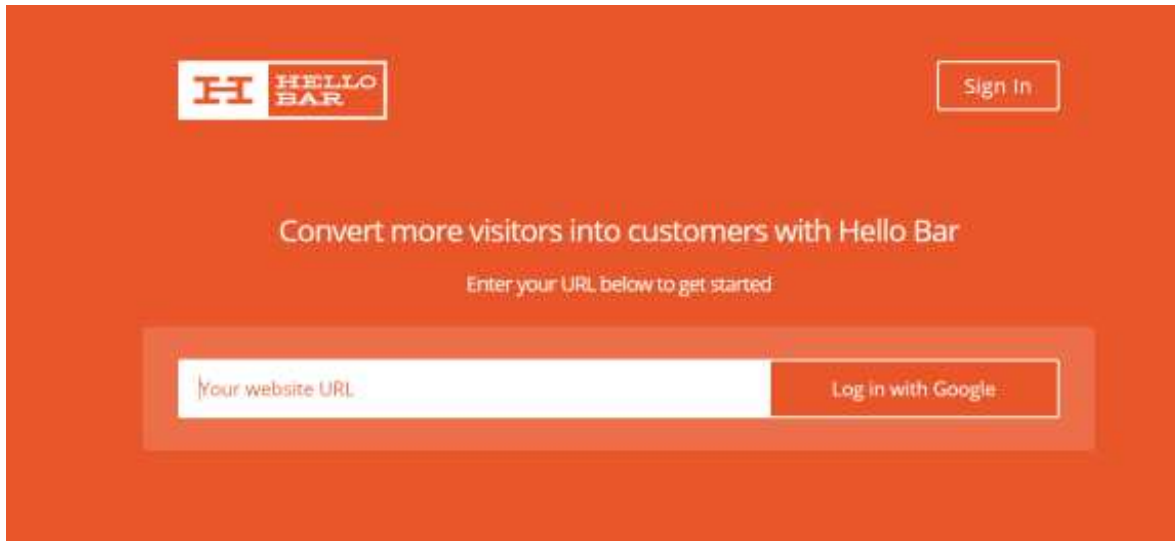 H HELLO
BAR
Sign In
Convert more visitors into customers with Hello Bar
Enter your URL below to get started
Your website URL
Log in with Google